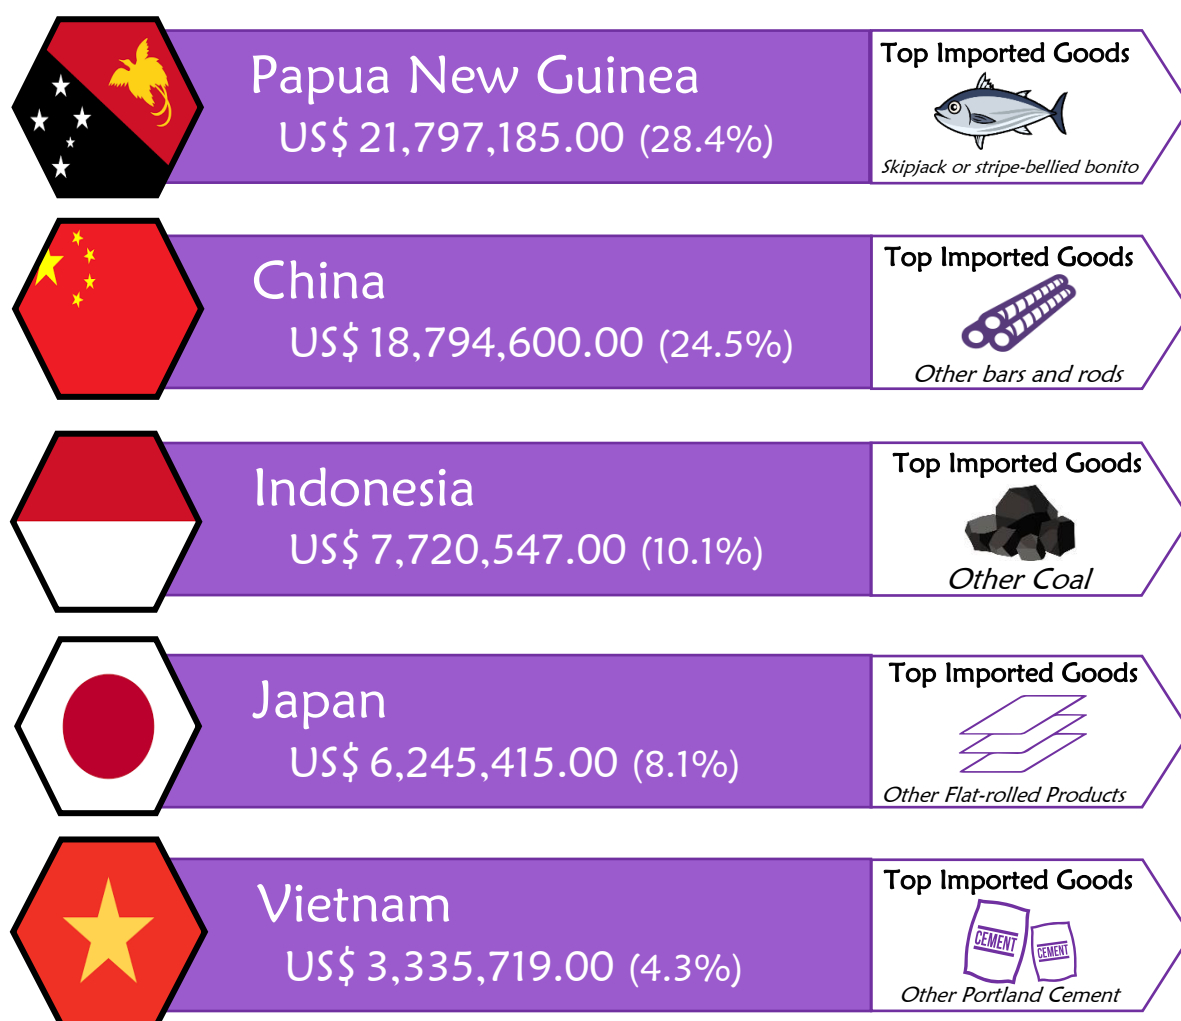 Papua New Guinea
US$ 21,797,185.00 (28.4%)
Top Imported Goods
Skipjack or stripe-bellied bonito
China
US$ 18,794,600.00 (24.5%)
Top Imported Goods
Other bars and rods
Indonesia
US$ 7,720,547.00 (10.1%)
Top Imported Goods
Other Coal
Japan
US$ 6,245,415.00 (8.1%)
Top Imported Goods
Other Flat-rolled Products
Vietnam
US$ 3,335,719.00 (4.3%)
Top Imported Goods
CEMENT
CEMENT
Other Portland Cement